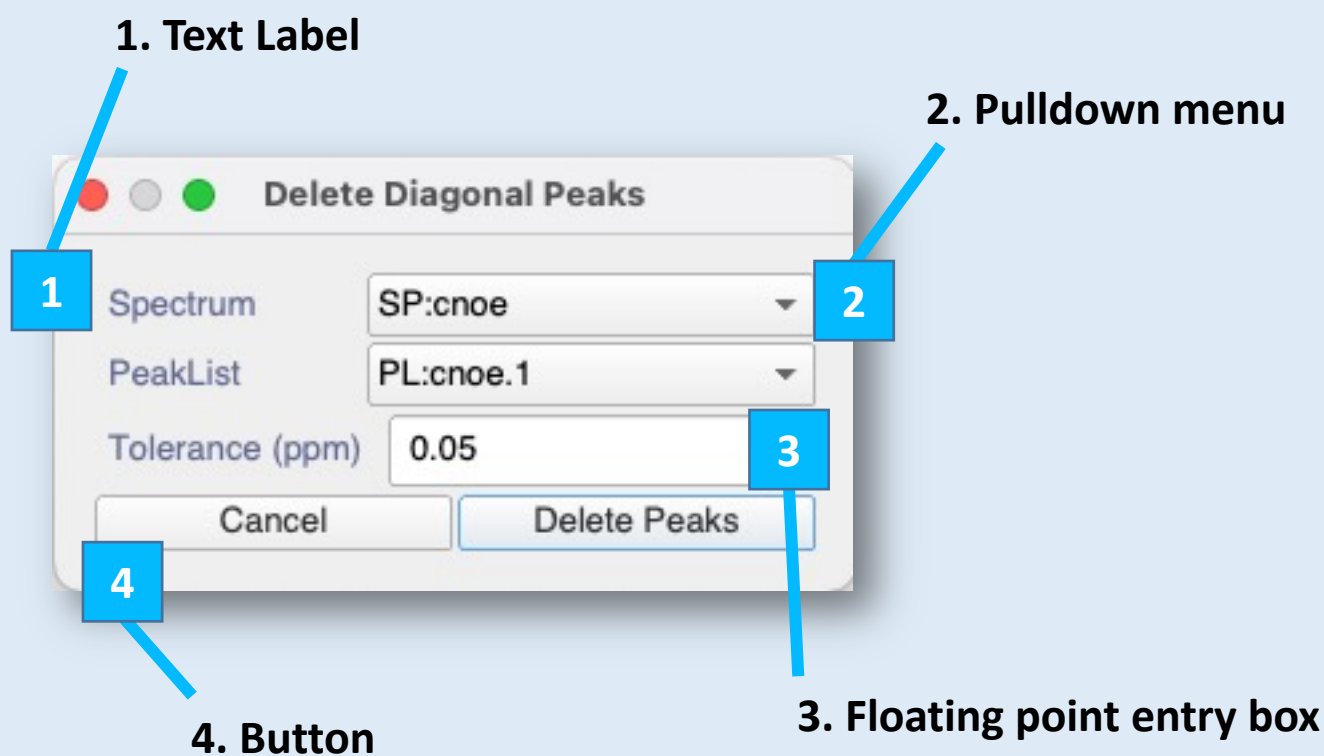 1. Text Label
2. Pulldown menu
Delete Diagonal Peaks
1
Spectrum
SP:cnoe
2
PeakList
PL:cnoe.1
Tolerance (ppm)
0.05
3
Cancel
Delete Peaks
4
3. Floating point entry box
4. Button